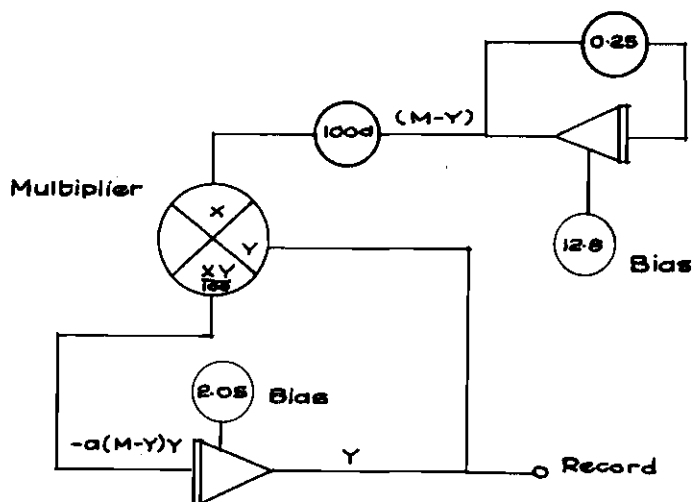 0.25
(M-Y)
100a
Multiplier
X
Y
XY
100
12.8
Bias
2.05
Bias
-a(M-Y)Y
Y
Record